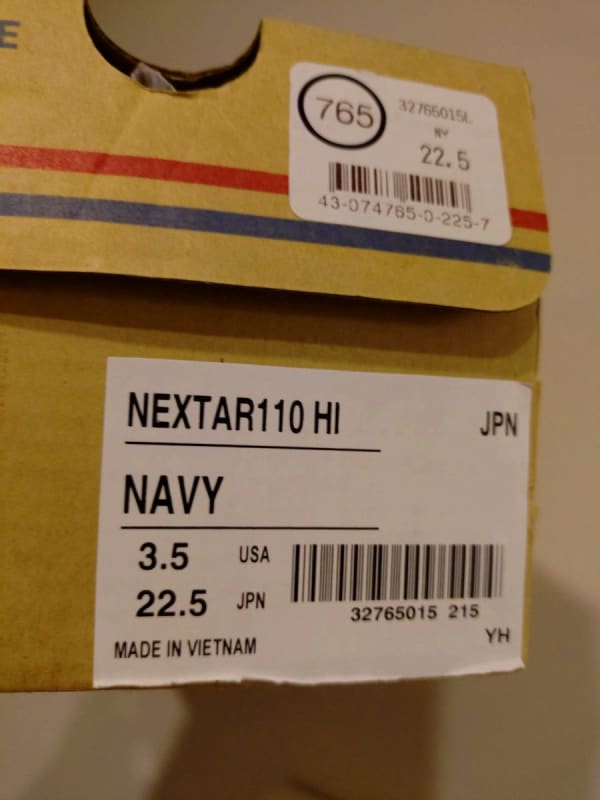 E
765
32765015L
NY
22.5
43-074765-0-225-7
NEXTAR110 HI
JPN
NAVY
3.5 USA
22.5 JPN
32765015 215
MADE IN VIETNAM
YH